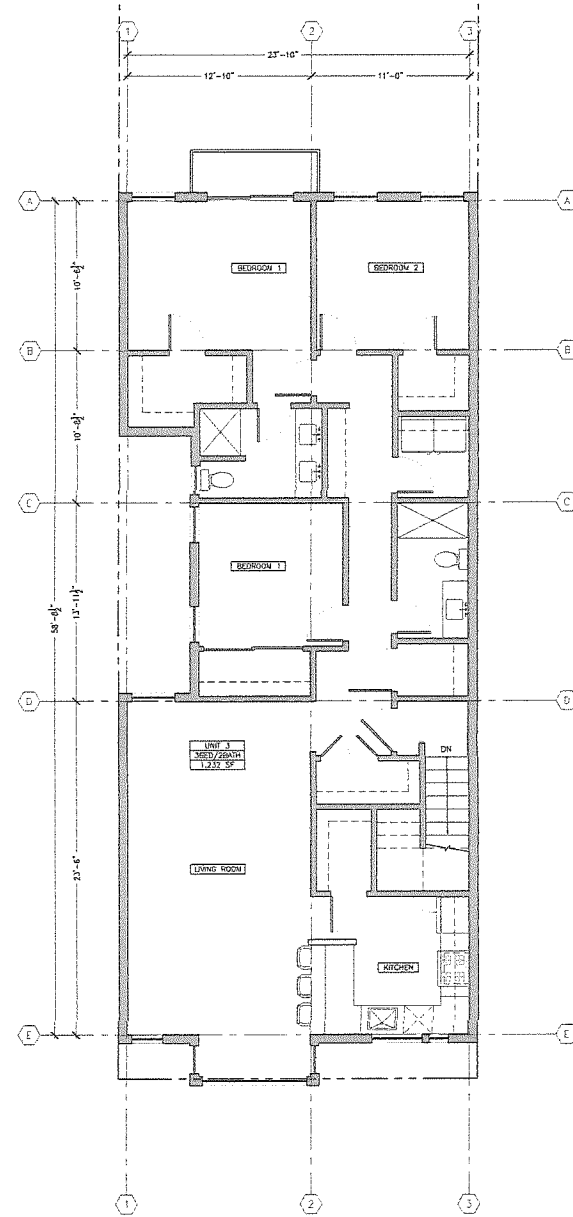 1
2
3
23'-10"
12'-10"
11'-0"
A
A
10'-6½"
BEDROOM 1
BEDROOM 2
B
B
10'-8½"
C
C
BEDROOM 1
13'-11½"
58'-8½"
D
D
UNIT 3
3BED/2BATH
1,232 SF
DN
23'-6"
LIVING ROOM
KITCHEN
E
E
1
2
3